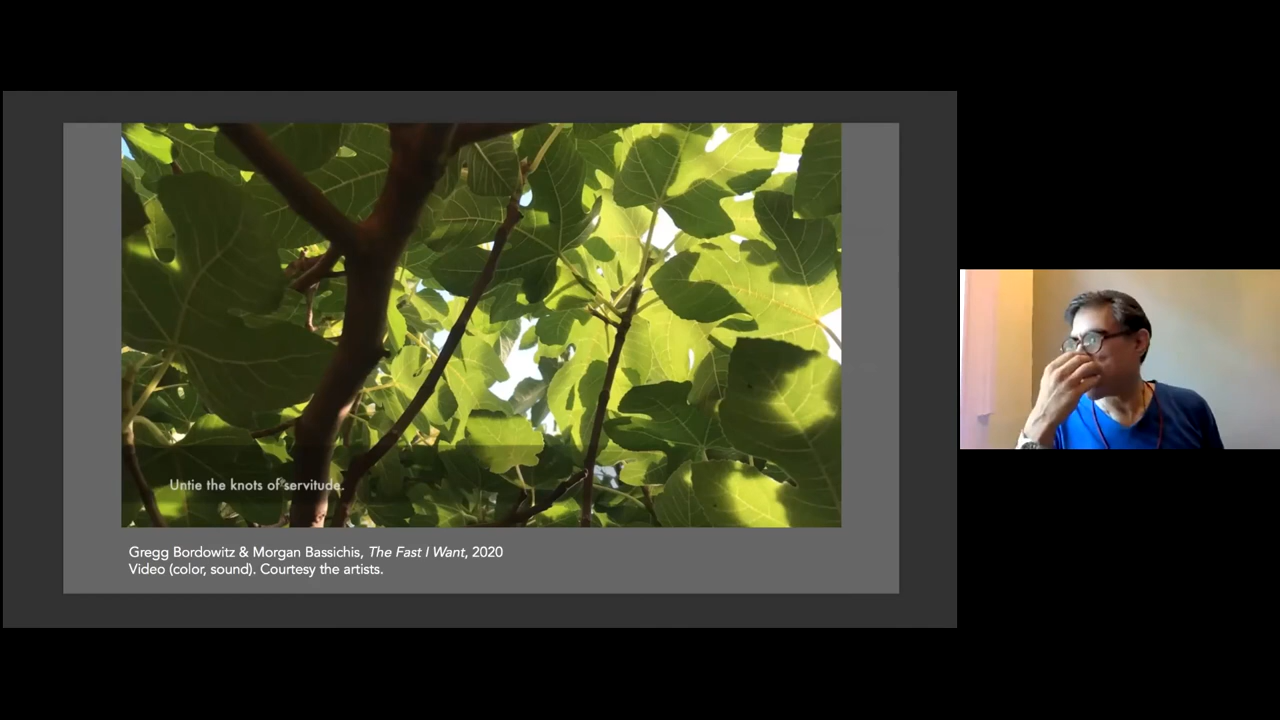 Untie the knots of servitude.
Gregg Bordowitz & Morgan Bassichis, The Fast I Want, 2020
Video (color, sound). Courtesy the artists.